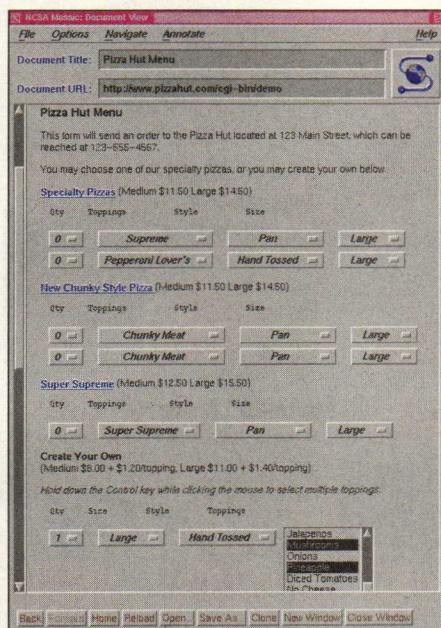 NCSA Mosaic: Document View
File Options Navigate Annotate Help
Document Title: Pizza Hut Menu
Document URL: http://www.pizzahut.com/cgi-bin/demo
Pizza Hut Menu
This form will send an order to the Pizza Hut located at 123 Main Street, which can be
reached at 123-555-4567.
You may choose one of our specialty pizzas, or you may create your own below.
Specialty Pizzas (Medium $11.50 Large $14.50)
Qty Toppings Style Size
0 Supreme Pan Large
0 Pepperoni Lover's Hand Tossed Large
New Chunky Style Pizza (Medium $11.50 Large $14.50)
Qty Toppings Style Size
0 Chunky Meat Pan Large
0 Chunky Meat Pan Large
Super Supreme (Medium $12.50 Large $15.50)
Qty Toppings Style Size
0 Super Supreme Pan Large
Create Your Own
(Medium $8.00 + $1.20/topping, Large $11.00 + $1.40/topping)
Hold down the Control key while clicking the mouse to select multiple toppings.
Qty Size Style Toppings
1 Large Hand Tossed
Jalapenos
Mushrooms
Onions
Pineapple
Diced Tomatoes
No Cheese
Back Forward Home Reload Open... Save As... Clone New Window Close Window